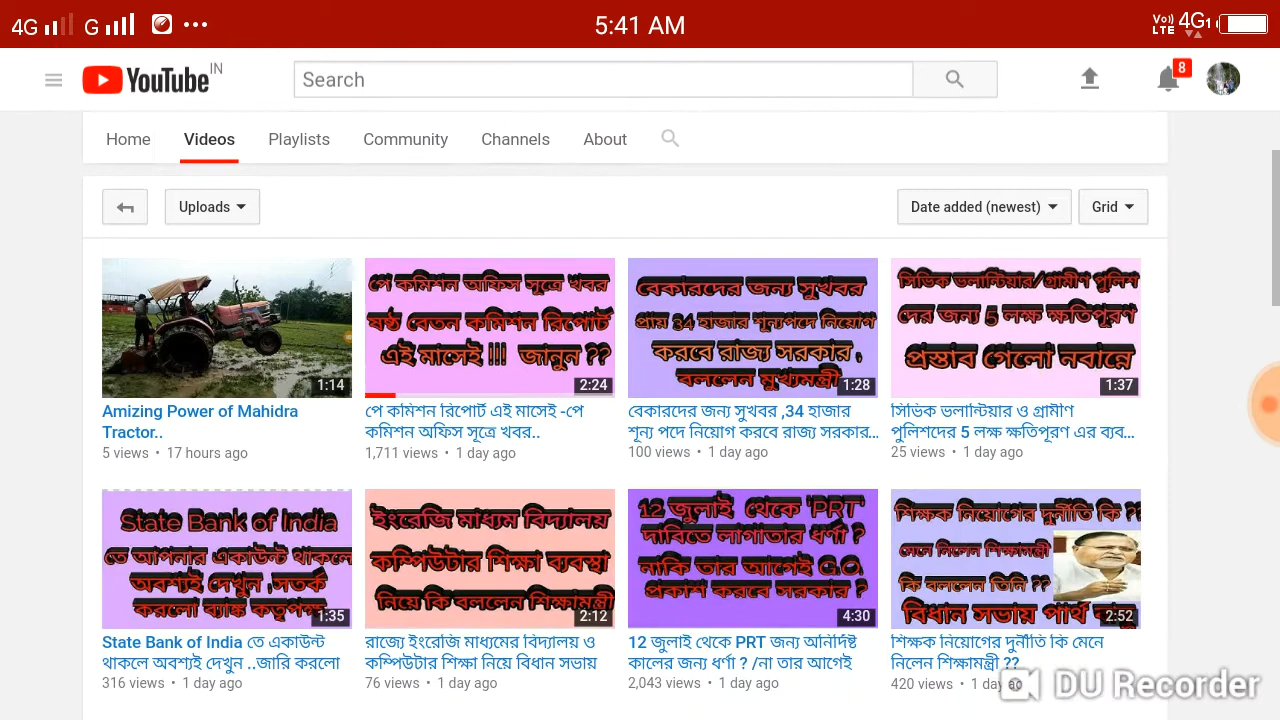 4G G 5:41 AM Vo)) LTE 4G1
YouTube IN Search 8
Home Videos Playlists Community Channels About
Uploads Date added (newest) Grid
1:14
পে কমিশন অফিস সূত্রে খবর
ষষ্ঠ বেতন কমিশন রিপোর্ট
এই মাসেই !!! জানুন ??
2:24
বেকারদের জন্য সুখবর
প্রায় 34 হাজার শূন্যপদে নিয়োগ
করবে রাজ্য সরকার ,
বললেন মুখ্যমন্ত্রী
1:28
সিভিক ভলান্টিয়ার/গ্রামীণ পুলিশ
দের জন্য 5 লক্ষ ক্ষতিপূরণ
প্রস্তাব গেলো নবান্নে
1:37
Amizing Power of Mahidra
Tractor..
5 views • 17 hours ago
পে কমিশন রিপোর্ট এই মাসেই -পে
কমিশন অফিস সূত্রে খবর..
1,711 views • 1 day ago
বেকারদের জন্য সুখবর ,34 হাজার
শূন্য পদে নিয়োগ করবে রাজ্য সরকার...
100 views • 1 day ago
সিভিক ভলান্টিয়ার ও গ্রামীণ
পুলিশদের 5 লক্ষ ক্ষতিপূরণ এর ব্যব...
25 views • 1 day ago
State Bank of India
তে আপনার একাউন্ট থাকলে
অবশ্যই দেখুন ,সতর্ক
করলো ব্যাঙ্ক কতৃপক্ষ
1:35
ইংরেজি মাধ্যম বিদ্যালয়
কম্পিউটার শিক্ষা ব্যবস্থা
নিয়ে কি বললেন শিক্ষামন্ত্রী
2:12
12 জুলাই থেকে 'PRT'
দাবিতে লাগাতার ধর্ণা ?
নাকি তার আগেই G.O.
প্রকাশ করবে সরকার ?
4:30
শিক্ষক নিয়োগের দুর্নীতি কি ??
মেনে নিলেন শিক্ষামন্ত্রী
কি বললেন তিনি ??
বিধান সভায় পার্থ
2:52
State Bank of India তে একাউন্ট
থাকলে অবশ্যই দেখুন ..জারি করলো
316 views • 1 day ago
রাজ্যে ইংরেজি মাধ্যমের বিদ্যালয় ও
কম্পিউটার শিক্ষা নিয়ে বিধান সভায়
76 views • 1 day ago
12 জুলাই থেকে PRT জন্য অনির্দিষ্ট
কালের জন্য ধর্ণা ? /না তার আগেই
2,043 views • 1 day ago
শিক্ষক নিয়োগের দুর্নীতি কি মেনে
নিলেন শিক্ষামন্ত্রী ??
420 views • 1 day ago
DU Recorder